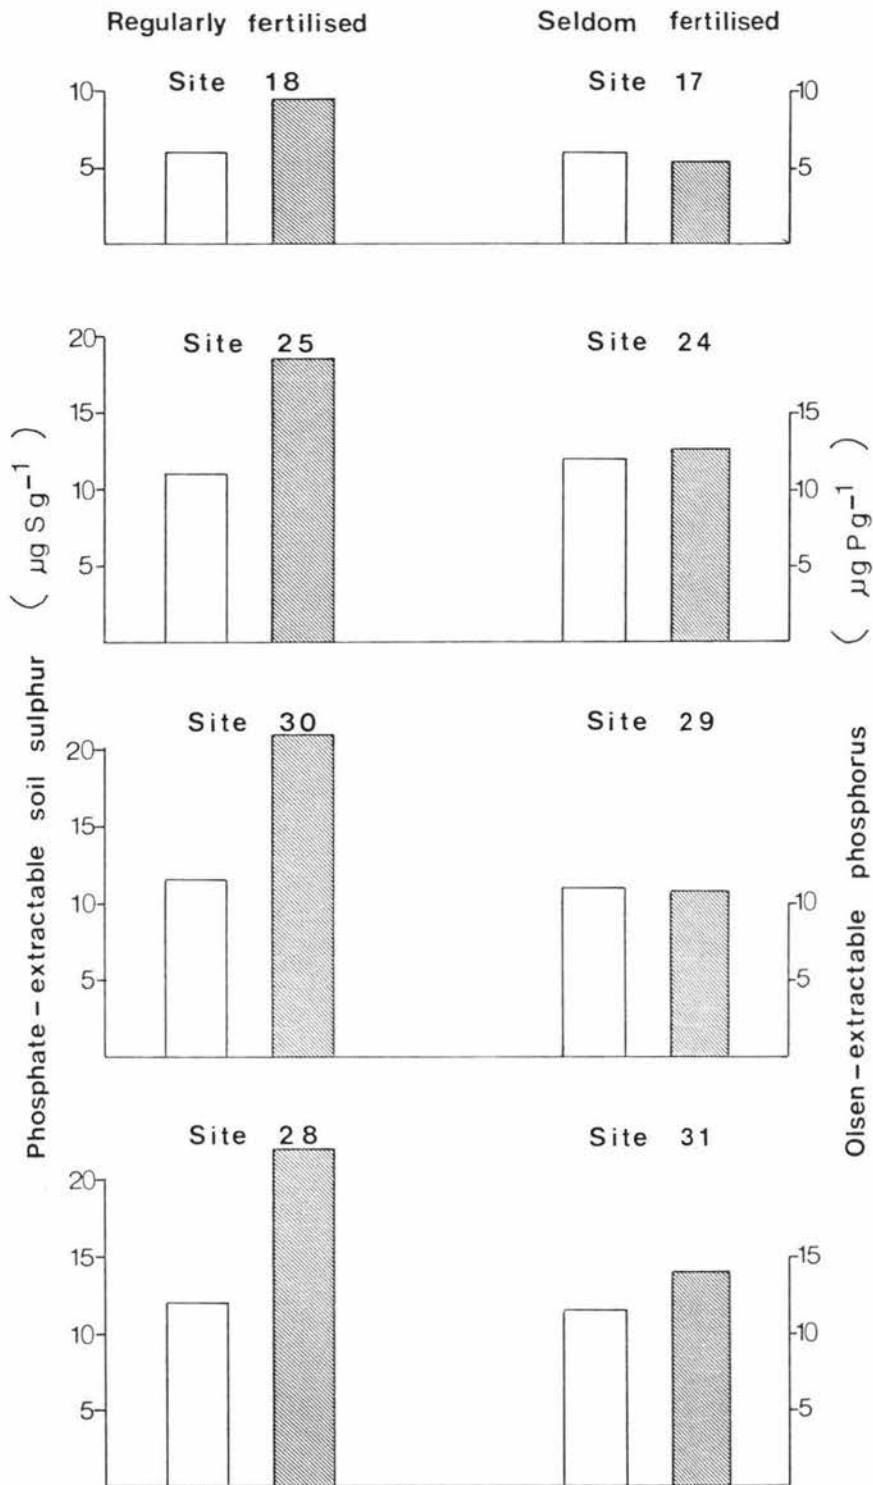 Regularly fertilised
Seldom fertilised
Site 18
Site 17
10
5
10
5
Site 25
Site 24
20
15
10
5
15
10
5
Site 30
Site 29
20
15
10
5
10
5
Site 28
Site 31
20
15
10
5
15
10
5
Phosphate-extractable soil sulphur ( µg S g⁻¹ )
Olsen-extractable phosphorus ( µg P g⁻¹ )